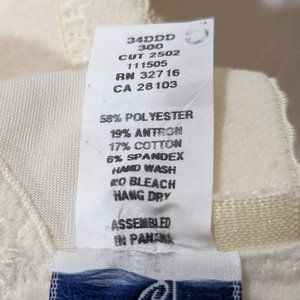 34DDD
300
CUT 2502
111505
RN 32716
CA 28103
58% POLYESTER
19% ANTRON
17% COTTON
6% SPANDEX
HAND WASH
NO BLEACH
HANG DRY
ASSEMBLED
IN PANAMA